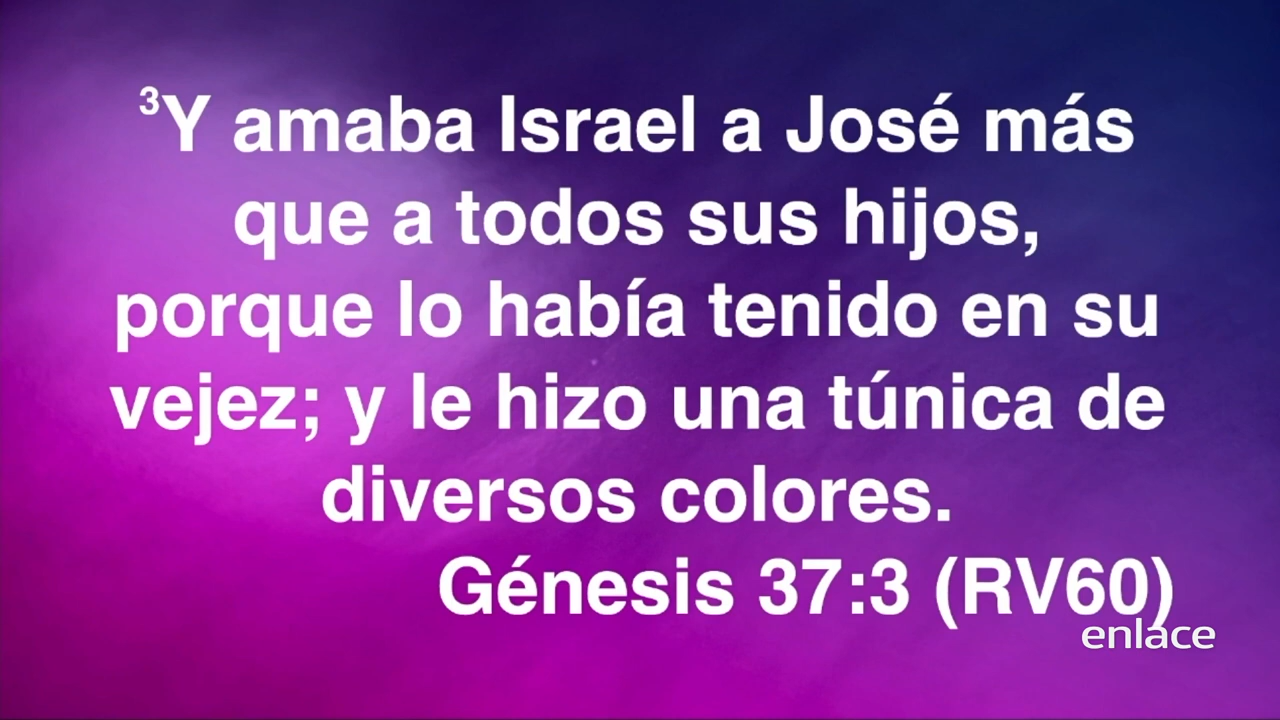 ³Y amaba Israel a José más
que a todos sus hijos,
porque lo había tenido en su
vejez; y le hizo una túnica de
diversos colores.
Génesis 37:3 (RV60)
enlace